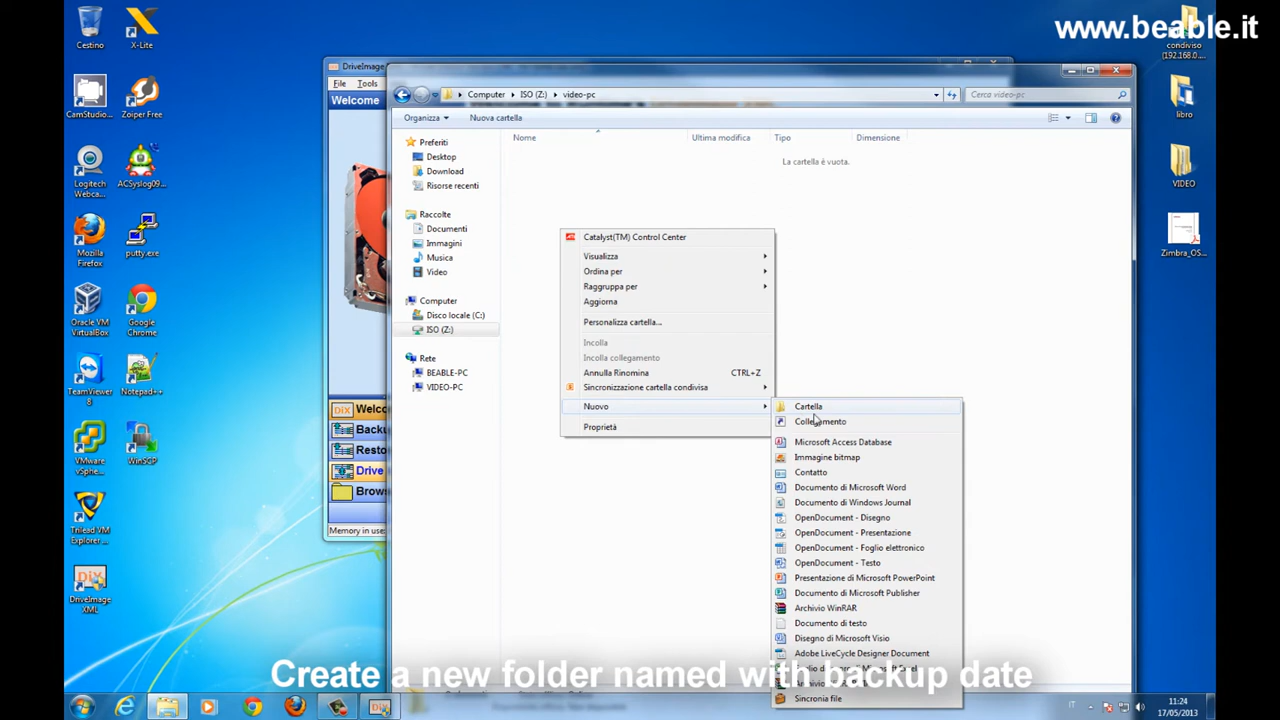 www.beable.it
Cestino
X-Lite
CamStudio...
Zoiper Free
Logitech Webca...
ACSyslog09...
Mozilla Firefox
putty.exe
Oracle VM VirtualBox
Google Chrome
TeamViewer 8
Notepad++
VMware vSphe...
WinSCP
Trilead VM Explorer ...
DriveImage XML
condiviso (192.168.0....
libro
VIDEO
Zimbra_OS...
DriveImage
File Tools
Welcome
Welco
Backu
Resto
Drive
Brows
Memory in use:
Computer
ISO (Z:)
video-pc
Cerca video-pc
Organizza
Nuova cartella
Nome
Ultima modifica
Tipo
Dimensione
La cartella è vuota.
Preferiti
Desktop
Download
Risorse recenti
Raccolte
Documenti
Immagini
Musica
Video
Computer
Disco locale (C:)
ISO (Z:)
Rete
BEABLE-PC
VIDEO-PC
Catalyst(TM) Control Center
Visualizza
Ordina per
Raggruppa per
Aggiorna
Personalizza cartella...
Incolla
Incolla collegamento
Annulla Rinomina CTRL+Z
Sincronizzazione cartella condivisa
Nuovo
Proprietà
Cartella
Collegamento
Microsoft Access Database
Immagine bitmap
Contatto
Documento di Microsoft Word
Documento di Windows Journal
OpenDocument - Disegno
OpenDocument - Presentazione
OpenDocument - Foglio elettronico
OpenDocument - Testo
Presentazione di Microsoft PowerPoint
Documento di Microsoft Publisher
Archivio WinRAR
Documento di testo
Disegno di Microsoft Visio
Adobe LiveCycle Designer Document
Sincronia file
Create a new folder named with backup date
IT
11:24
17/05/2013